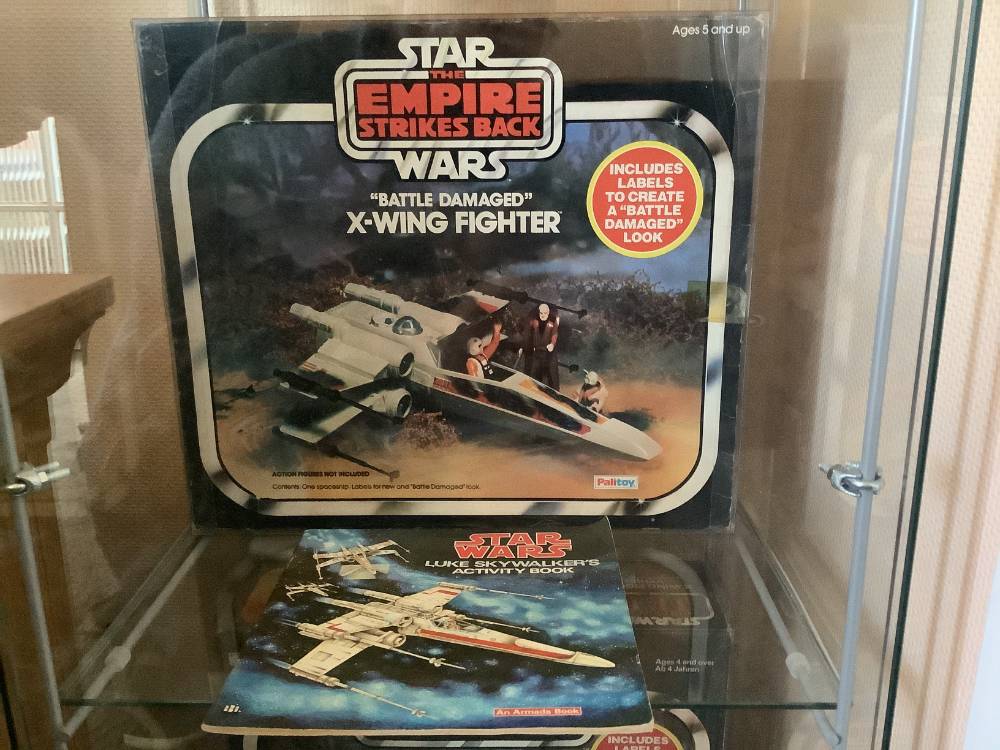 Ages 5 and up
STAR
THE
EMPIRE
STRIKES BACK
WARS
"BATTLE DAMAGED"
X-WING FIGHTER
INCLUDES
LABELS
TO CREATE
A "BATTLE
DAMAGED"
LOOK
ACTION FIGURES NOT INCLUDED
Contents: One spaceship. Labels for new and "Battle Damaged" look.
Palitoy
STAR
WARS
LUKE SKYWALKER'S
ACTIVITY BOOK
An Armada Book
Ages 4 and over
Ab 4 Jahren
INCLUDES
LABELS